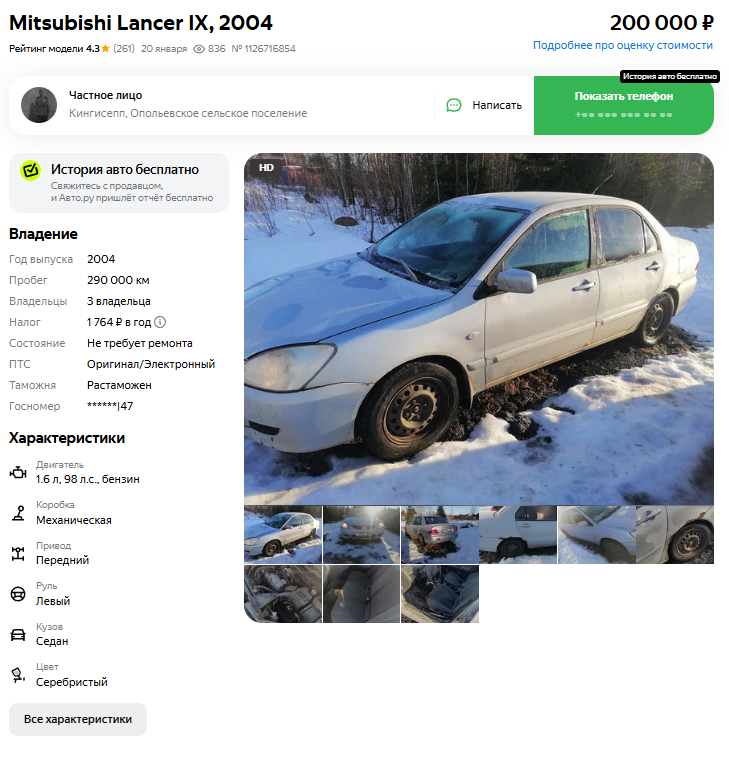 Mitsubishi Lancer IX, 2004
200 000 ₽
Рейтинг модели 4.3 (261) 20 января 836 № 1126716854
Подробнее про оценку стоимости
История авто бесплатно
Частное лицо
Кингисепп, Опольевское сельское поселение
Написать
Показать телефон
История авто бесплатно
Свяжитесь с продавцом,
и Авто.ру пришлёт отчёт бесплатно
HD
Владение
Год выпуска 2004
Пробег 290 000 км
Владельцы 3 владельца
Налог 1 764 ₽ в год
Состояние Не требует ремонта
ПТС Оригинал/Электронный
Таможня Растаможен
Госномер ******|47
Характеристики
Двигатель
1.6 л, 98 л.с., бензин
Коробка
Механическая
Привод
Передний
Руль
Левый
Кузов
Седан
Цвет
Серебристый
Все характеристики